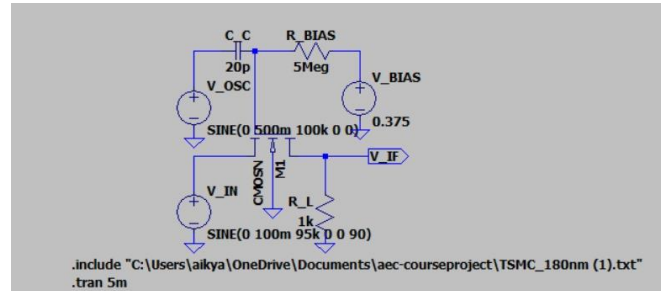 C_C
R_BIAS
20p
5Meg
V_OSC
V_BIAS
0.375
SINE(0 500m 100k 0 0)
V_IF
CMOSN
M1
V_IN
R_L
1k
SINE(0 100m 95k 0 0 90)
.include "C:\Users\aikya\OneDrive\Documents\aec-courseproject\TSMC_180nm (1).txt"
.tran 5m